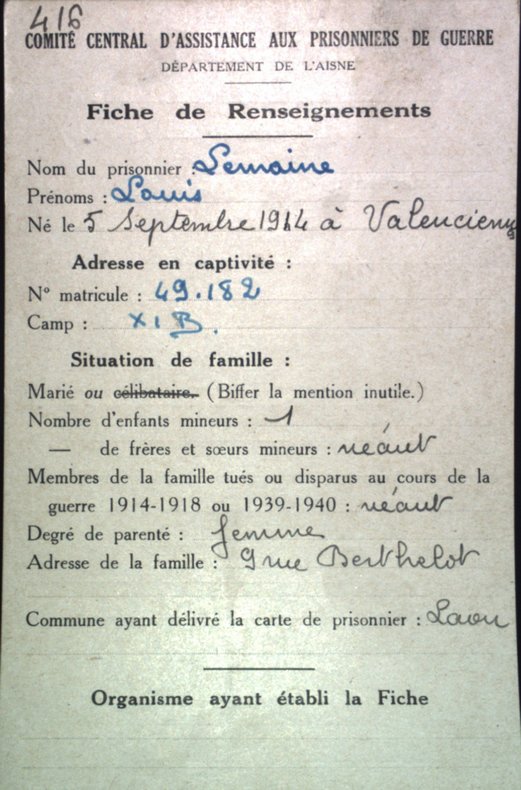 416
COMITÉ CENTRAL D'ASSISTANCE AUX PRISONNIERS DE GUERRE
DÉPARTEMENT DE L'AISNE
Fiche de Renseignements
Nom du prisonnier : Lemaine
Prénoms : Louis
Né le 5 Septembre 1914 à Valenciennes
Adresse en captivité :
N° matricule : 49.182
Camp : XI B.
Situation de famille :
Marié ou célibataire. (Biffer la mention inutile.)
Nombre d'enfants mineurs : 1
— de frères et sœurs mineurs : néant
Membres de la famille tués ou disparus au cours de la
guerre 1914-1918 ou 1939-1940 : néant
Degré de parenté : femme
Adresse de la famille : 9 rue Berthelot
Commune ayant délivré la carte de prisonnier : Laon
Organisme ayant établi la Fiche